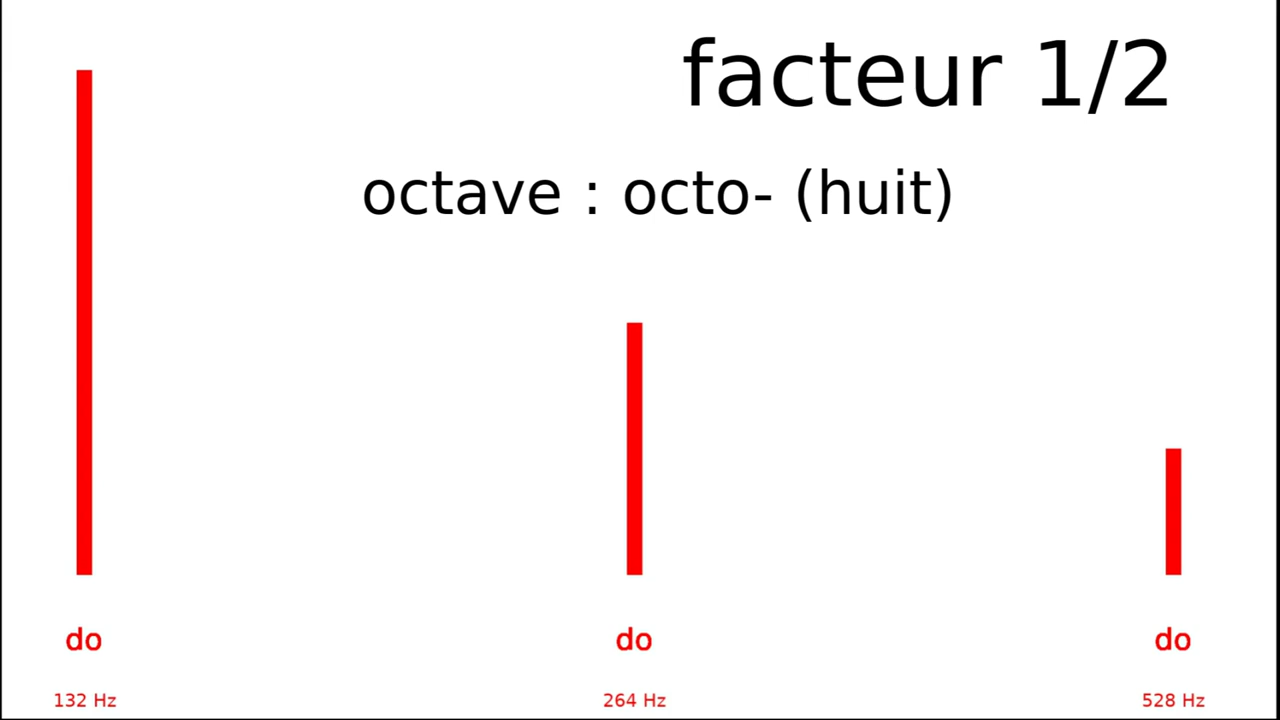 facteur 1/2
octave : octo- (huit)
do do do
132 Hz 264 Hz 528 Hz